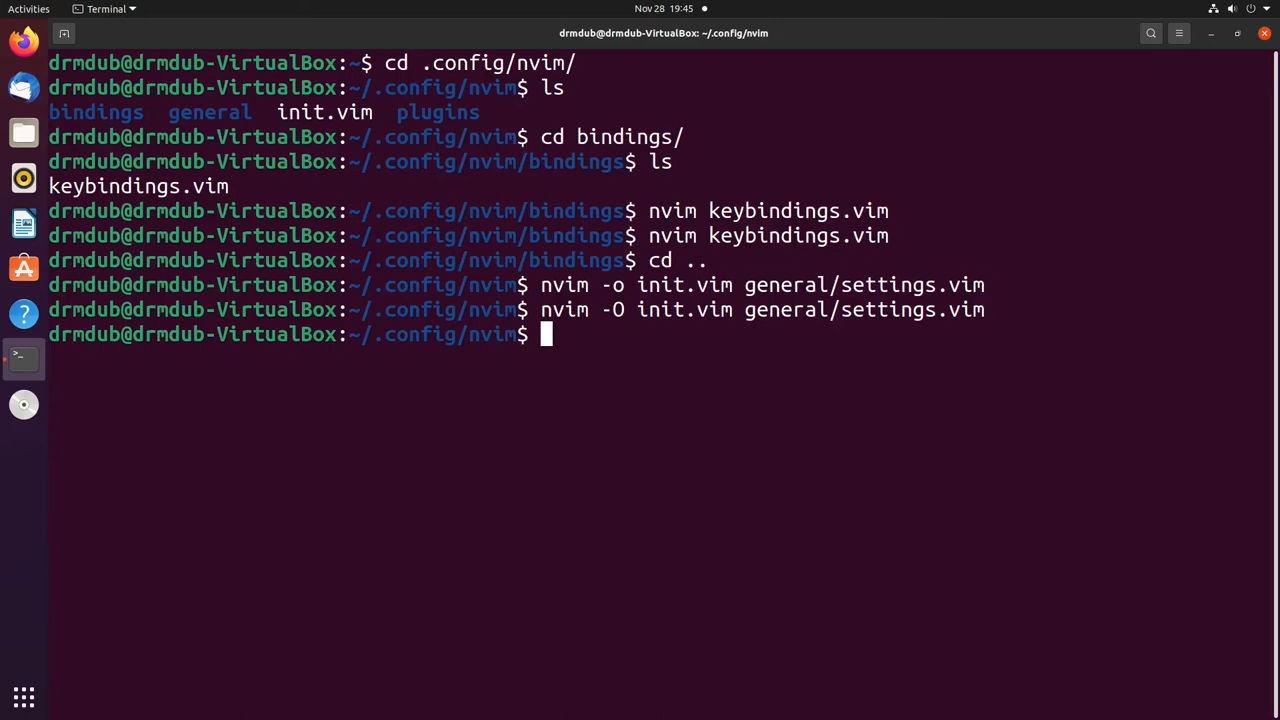 Activities
Terminal
Nov 28 19:45
drmdub@drmdub-VirtualBox: ~/.config/nvim
drmdub@drmdub-VirtualBox:~$ cd .config/nvim/
drmdub@drmdub-VirtualBox:~/.config/nvim$ ls
bindings general init.vim plugins
drmdub@drmdub-VirtualBox:~/.config/nvim$ cd bindings/
drmdub@drmdub-VirtualBox:~/.config/nvim/bindings$ ls
keybindings.vim
drmdub@drmdub-VirtualBox:~/.config/nvim/bindings$ nvim keybindings.vim
drmdub@drmdub-VirtualBox:~/.config/nvim/bindings$ nvim keybindings.vim
drmdub@drmdub-VirtualBox:~/.config/nvim/bindings$ cd ..
drmdub@drmdub-VirtualBox:~/.config/nvim$ nvim -o init.vim general/settings.vim
drmdub@drmdub-VirtualBox:~/.config/nvim$ nvim -O init.vim general/settings.vim
drmdub@drmdub-VirtualBox:~/.config/nvim$